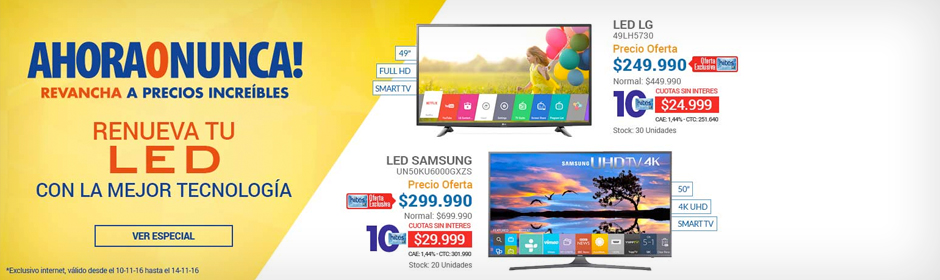 AHORAONUNCA!
REVANCHA A PRECIOS INCREÍBLES
RENUEVA TU
LED
CON LA MEJOR TECNOLOGÍA
VER ESPECIAL
*Exclusivo internet, válido desde el 10-11-16 hasta el 14-11-16
49"
FULL HD
SMART TV
LED LG
49LH5730
Precio Oferta
$249.990
Oferta Exclusiva hites
Normal: $449.990
10 hites
CUOTAS SIN INTERES
$24.999
CAE: 1,44% - CTC: 251.640
Stock: 30 Unidades
LED SAMSUNG
UN50KU6000GXZS
Precio Oferta
hites Oferta Exclusiva
$299.990
Normal: $699.990
10 hites
CUOTAS SIN INTERES
$29.999
CAE: 1,44% - CTC: 301.990
Stock: 20 Unidades
SAMSUNG UHD TV 4K
50"
4K UHD
SMART TV